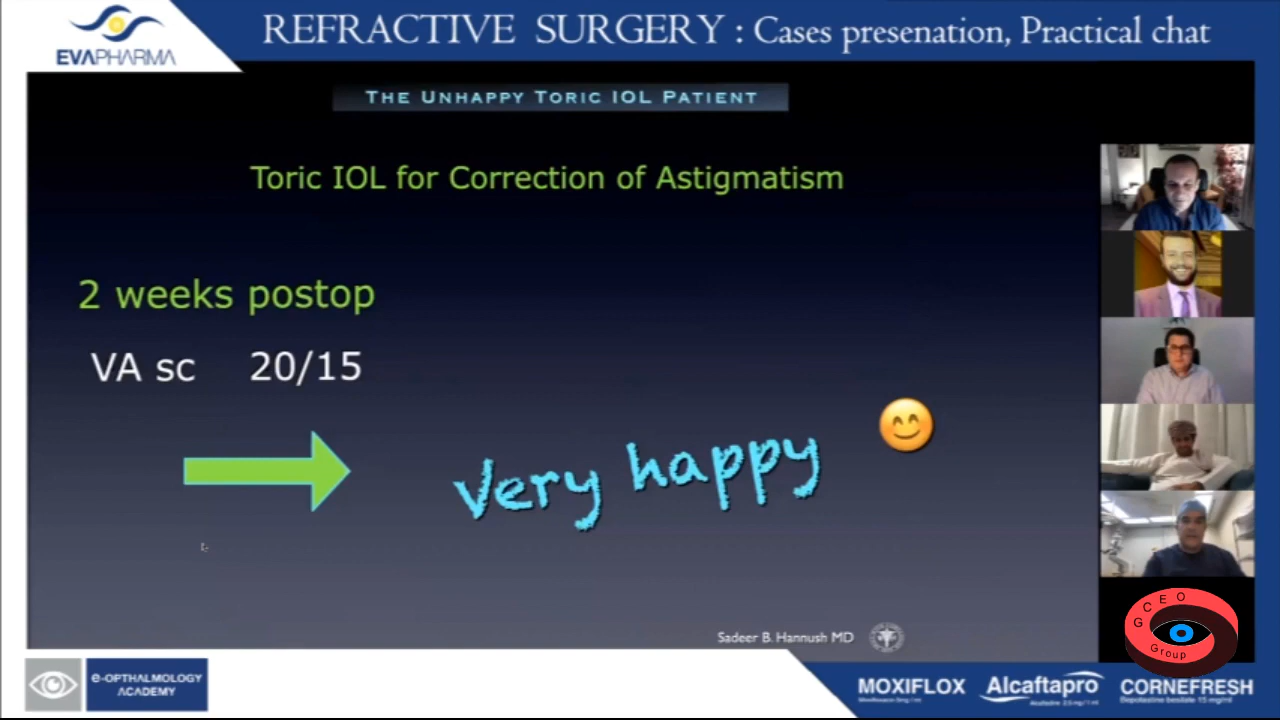 EVAPHARMA
REFRACTIVE SURGERY : Cases presenation, Practical chat
THE UNHAPPY TORIC IOL PATIENT
Toric IOL for Correction of Astigmatism
2 weeks postop
VA sc 20/15
very happy
Sadeer B. Hannush MD
GCEO
Group
e-OPTHALMOLOGY
ACADEMY
MOXIFLOX
Alcaftapro
CORNEFRESH